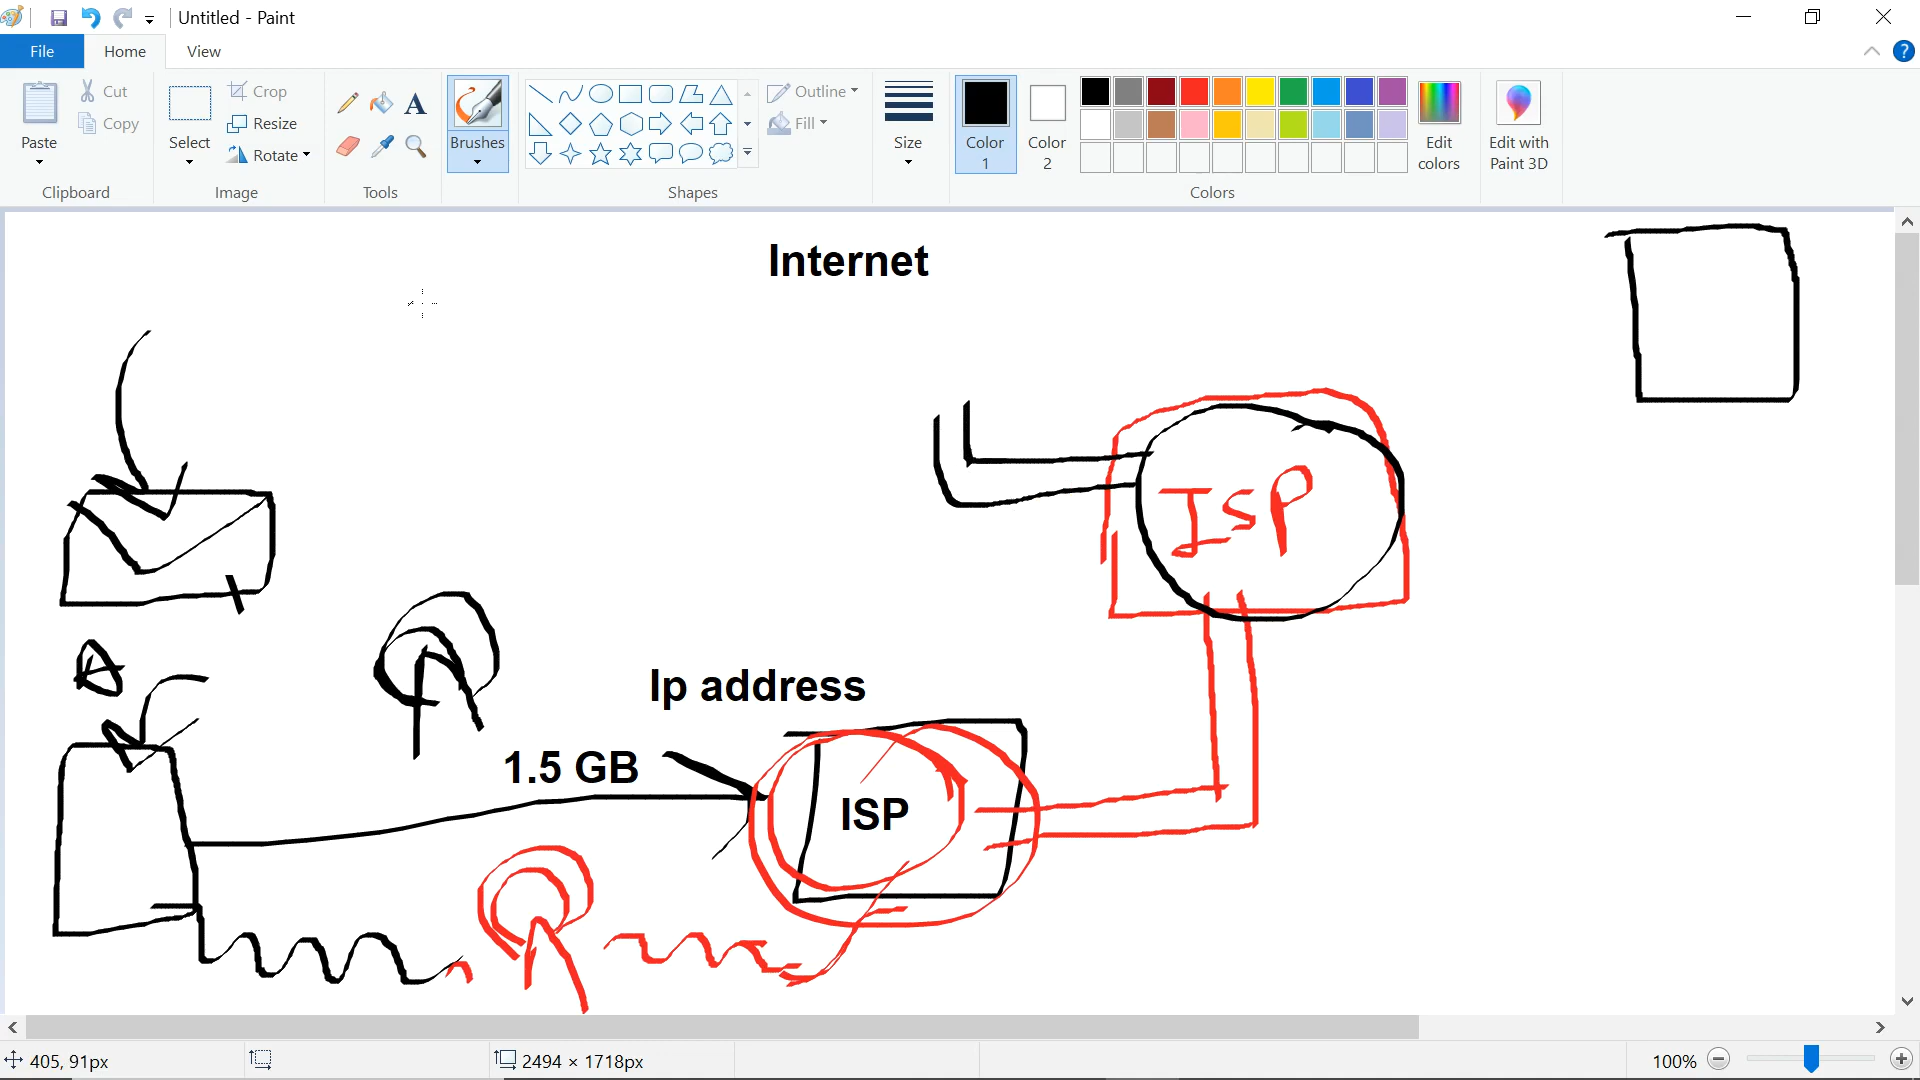 Untitled - Paint
File
Home
View
Paste
Cut
Copy
Clipboard
Select
Crop
Resize
Rotate
Image
A
Tools
Brushes
Outline
Fill
Shapes
Size
Color
1
Color
2
Edit
colors
Edit with
Paint 3D
Colors
?
Internet
ISP
Ip address
1.5 GB
ISP
405, 91px
2494 × 1718px
100%